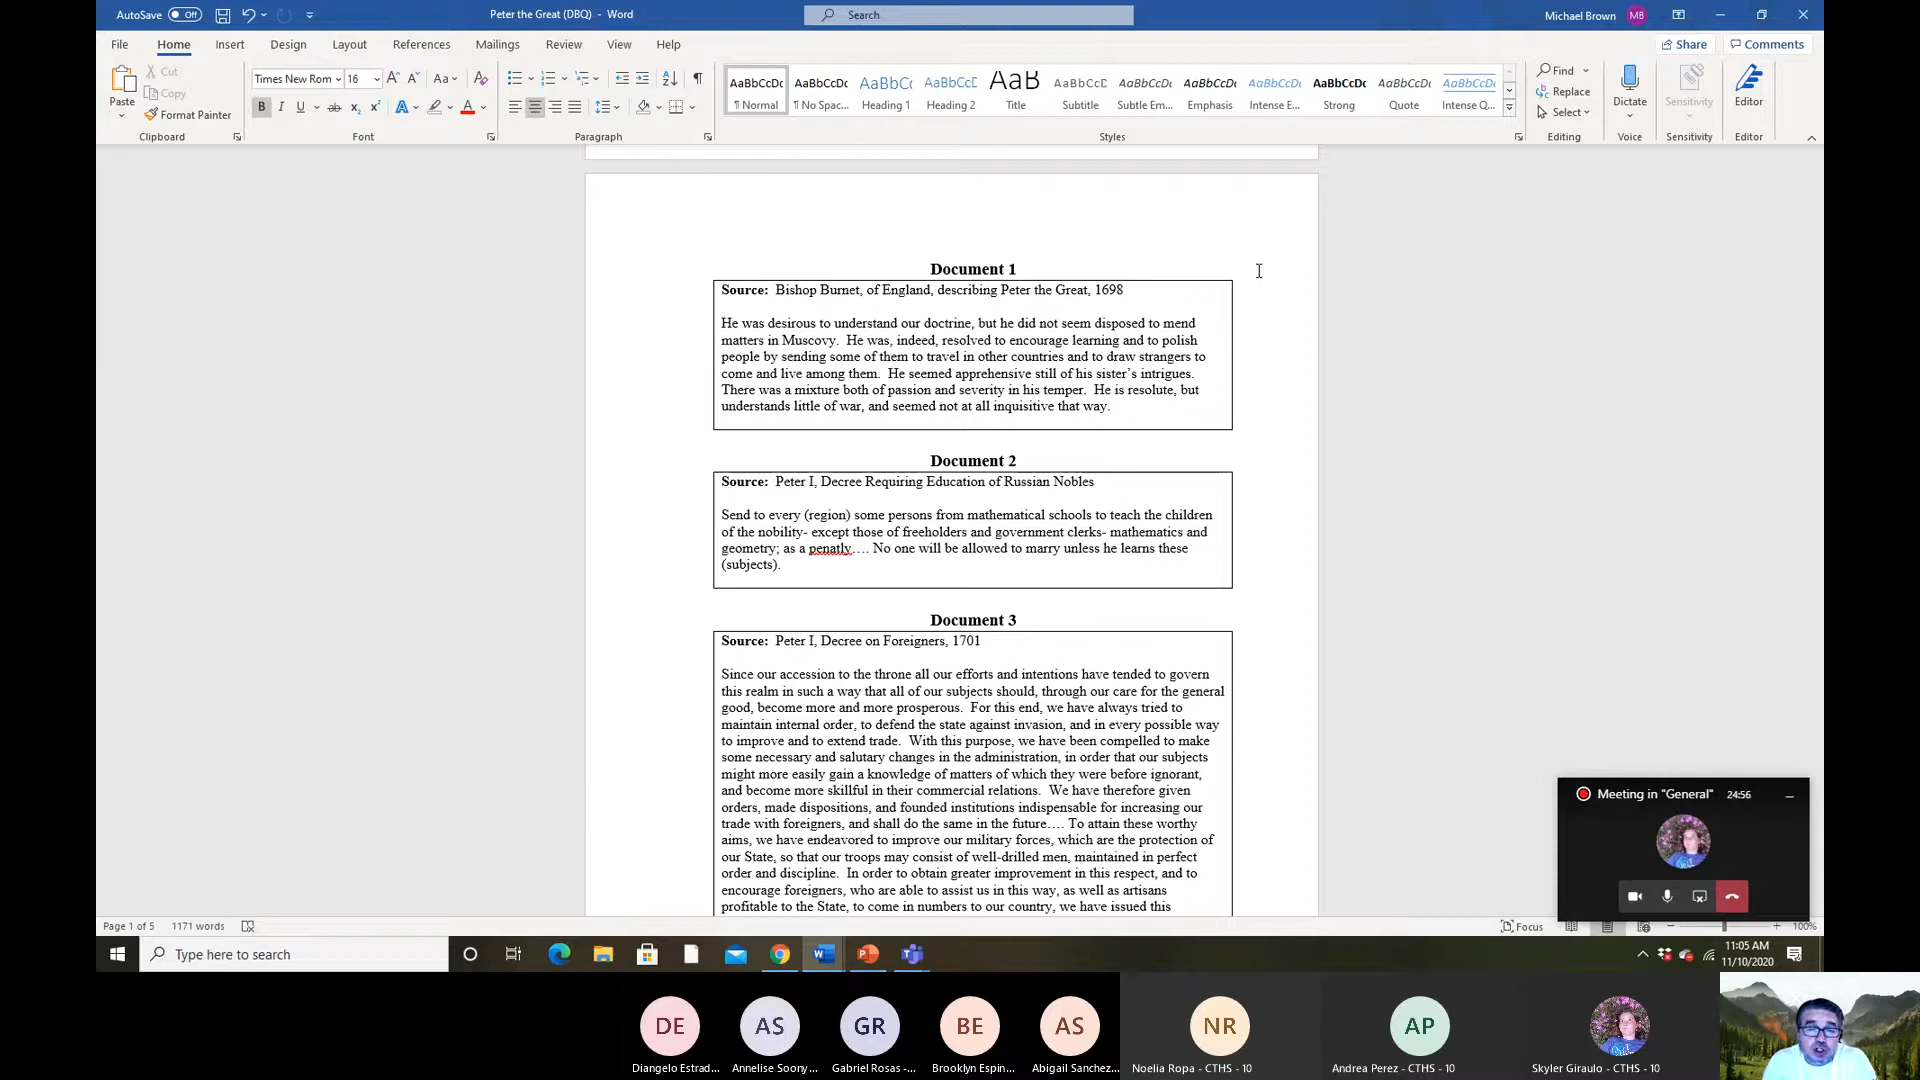 AutoSave Off
Peter the Great (DBQ) - Word
Search
Michael Brown MB
File Home Insert Design Layout References Mailings Review View Help
Share Comments
Paste
Cut
Copy
Format Painter
Clipboard
Times New Rom 16
Font
Paragraph
AaBbCcDc AaBbCcDc AaBbCc AaBbCcD AaB AaBbCcD AaBbCcDc AaBbCcDc AaBbCcDc AaBbCcDc AaBbCcDc AaBbCcDc
¶ Normal ¶ No Spac... Heading 1 Heading 2 Title Subtitle Subtle Em... Emphasis Intense E... Strong Quote Intense Q...
Styles
Find
Replace
Select
Editing
Dictate
Voice
Sensitivity
Sensitivity
Editor
Editor
Document 1
Source: Bishop Burnet, of England, describing Peter the Great, 1698
He was desirous to understand our doctrine, but he did not seem disposed to mend
matters in Muscovy. He was, indeed, resolved to encourage learning and to polish
people by sending some of them to travel in other countries and to draw strangers to
come and live among them. He seemed apprehensive still of his sister's intrigues.
There was a mixture both of passion and severity in his temper. He is resolute, but
understands little of war, and seemed not at all inquisitive that way.
Document 2
Source: Peter I, Decree Requiring Education of Russian Nobles
Send to every (region) some persons from mathematical schools to teach the children
of the nobility- except those of freeholders and government clerks- mathematics and
geometry; as a penatly…. No one will be allowed to marry unless he learns these
(subjects).
Document 3
Source: Peter I, Decree on Foreigners, 1701
Since our accession to the throne all our efforts and intentions have tended to govern
this realm in such a way that all of our subjects should, through our care for the general
good, become more and more prosperous. For this end, we have always tried to
maintain internal order, to defend the state against invasion, and in every possible way
to improve and to extend trade. With this purpose, we have been compelled to make
some necessary and salutary changes in the administration, in order that our subjects
might more easily gain a knowledge of matters of which they were before ignorant,
and become more skillful in their commercial relations. We have therefore given
orders, made dispositions, and founded institutions indispensable for increasing our
trade with foreigners, and shall do the same in the future…. To attain these worthy
aims, we have endeavored to improve our military forces, which are the protection of
our State, so that our troops may consist of well-drilled men, maintained in perfect
order and discipline. In order to obtain greater improvement in this respect, and to
encourage foreigners, who are able to assist us in this way, as well as artisans
profitable to the State, to come in numbers to our country, we have issued this
Meeting in "General" 24:56
Page 1 of 5 1171 words
Focus 100%
Type here to search
11:05 AM
11/10/2020
DE AS GR BE AS NR AP
Diangelo Estrad... Annelise Soony... Gabriel Rosas -... Brooklyn Espin... Abigail Sanchez... Noelia Ropa - CTHS - 10 Andrea Perez - CTHS - 10 Skyler Giraulo - CTHS - 10